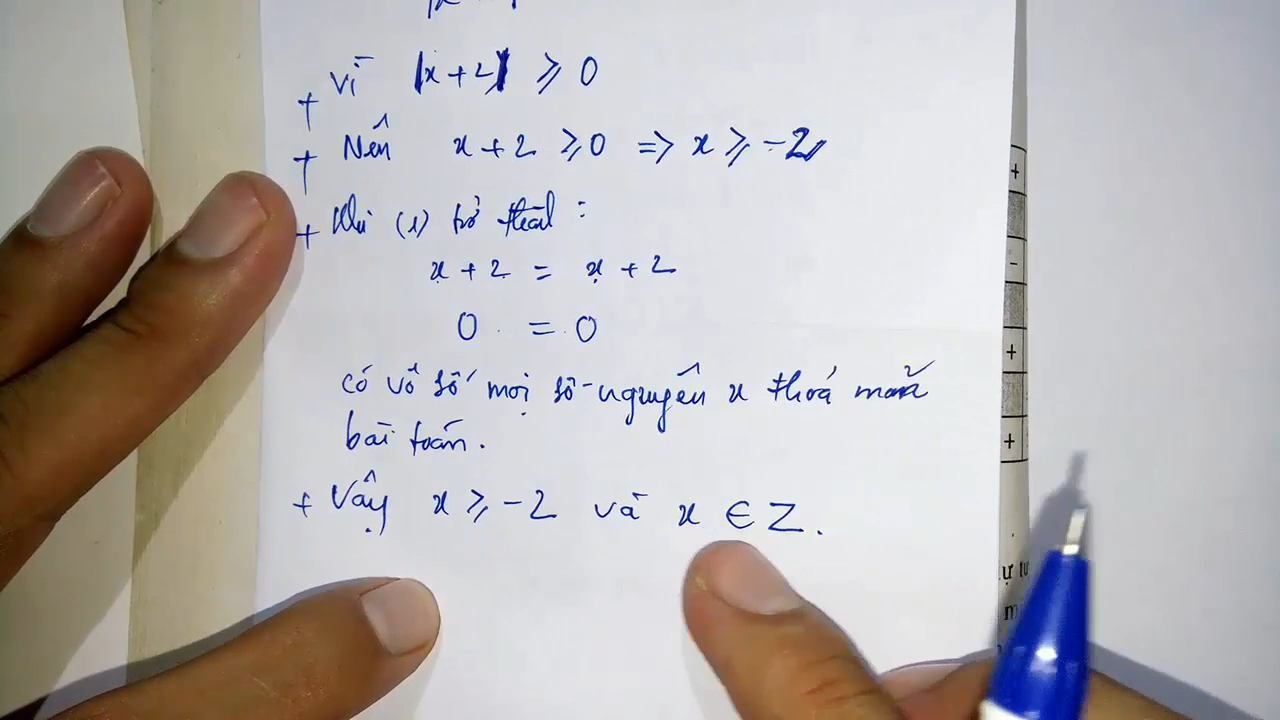 + Vì |x+2| ⩾ 0
+ Nên x+2 ⩾ 0 => x ⩾ -2
+ Khi (1) trở thành :
x+2 = x+2
0 = 0
có vô số mọi số nguyên x thoả mãn
bài toán.
+ Vậy x ⩾ -2 và x ∈ Z.
+
-
+
+